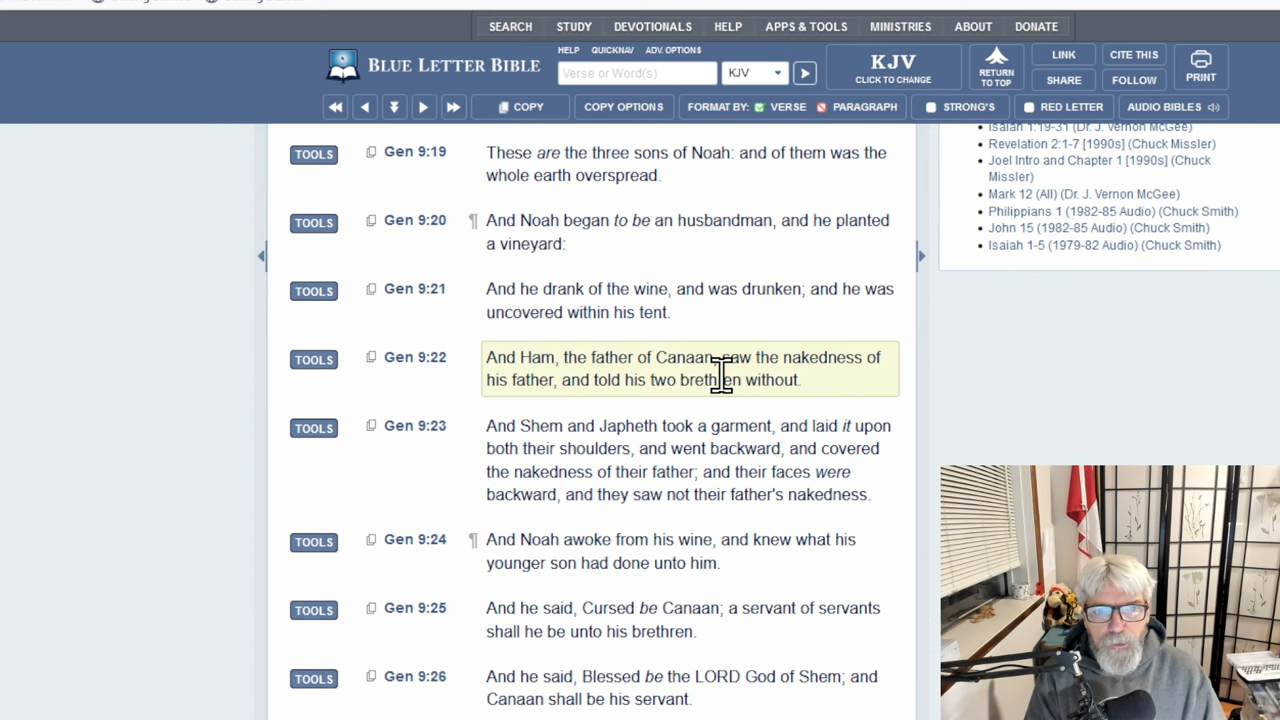 SEARCH STUDY DEVOTIONALS HELP APPS & TOOLS MINISTRIES ABOUT DONATE
BLUE LETTER BIBLE
HELP QUICKNAV ADV. OPTIONS
Verse or Word(s) KJV
KJV
CLICK TO CHANGE
RETURN
TO TOP
LINK CITE THIS
SHARE FOLLOW
PRINT
COPY COPY OPTIONS FORMAT BY: VERSE PARAGRAPH STRONG'S RED LETTER AUDIO BIBLES
TOOLS Gen 9:19 These are the three sons of Noah: and of them was the
whole earth overspread.
TOOLS Gen 9:20 ¶ And Noah began to be an husbandman, and he planted
a vineyard:
TOOLS Gen 9:21 And he drank of the wine, and was drunken; and he was
uncovered within his tent.
TOOLS Gen 9:22 And Ham, the father of Canaan, saw the nakedness of
his father, and told his two brethren without.
TOOLS Gen 9:23 And Shem and Japheth took a garment, and laid it upon
both their shoulders, and went backward, and covered
the nakedness of their father; and their faces were
backward, and they saw not their father's nakedness.
TOOLS Gen 9:24 ¶ And Noah awoke from his wine, and knew what his
younger son had done unto him.
TOOLS Gen 9:25 And he said, Cursed be Canaan; a servant of servants
shall he be unto his brethren.
TOOLS Gen 9:26 And he said, Blessed be the LORD God of Shem; and
Canaan shall be his servant.
Isaiah 1:19-31 (Dr. J. Vernon McGee)
Revelation 2:1-7 [1990s] (Chuck Missler)
Joel Intro and Chapter 1 [1990s] (Chuck
Missler)
Mark 12 (All) (Dr. J. Vernon McGee)
Philippians 1 (1982-85 Audio) (Chuck Smith)
John 15 (1982-85 Audio) (Chuck Smith)
Isaiah 1-5 (1979-82 Audio) (Chuck Smith)